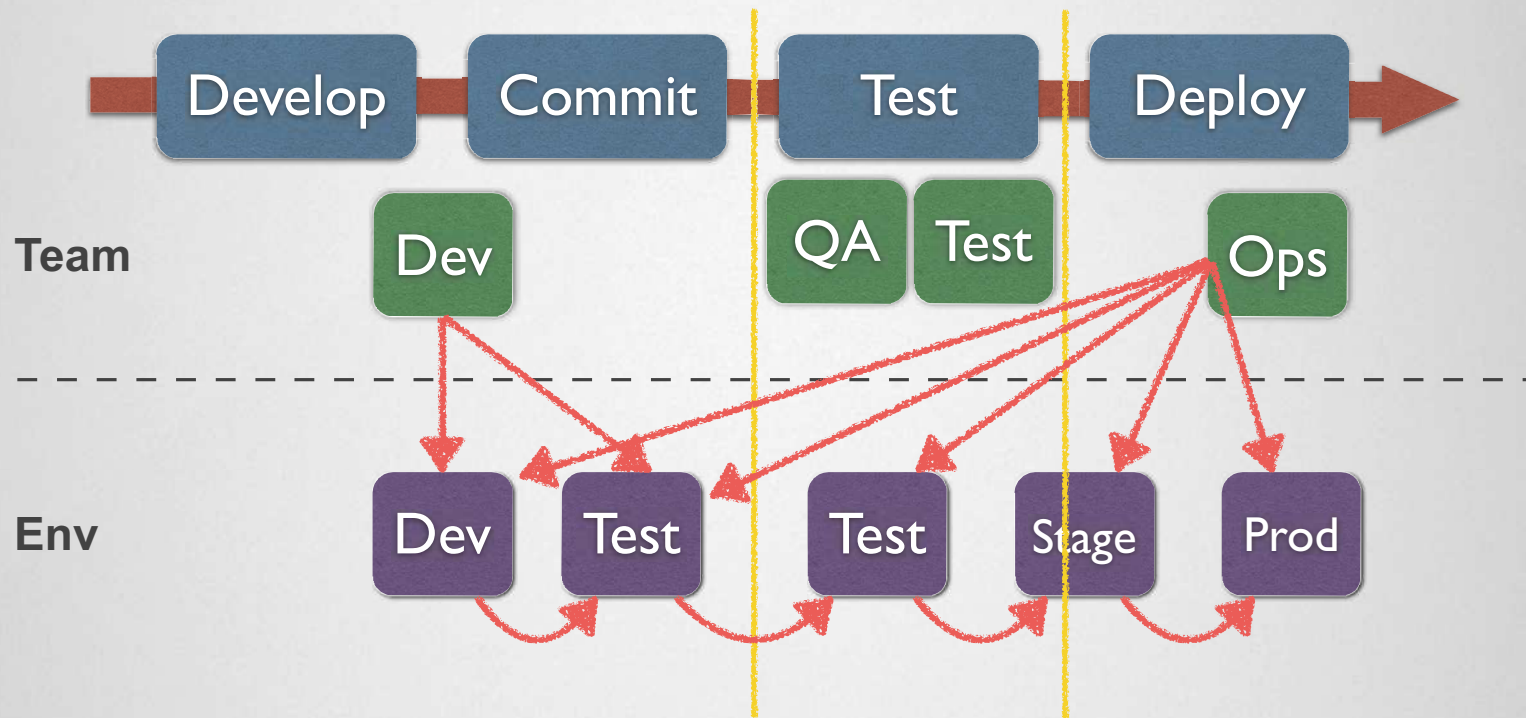 Develop
Commit
Test
Deploy
Team
Dev
QA
Test
Ops
Env
Dev
Test
Test
Stage
Prod